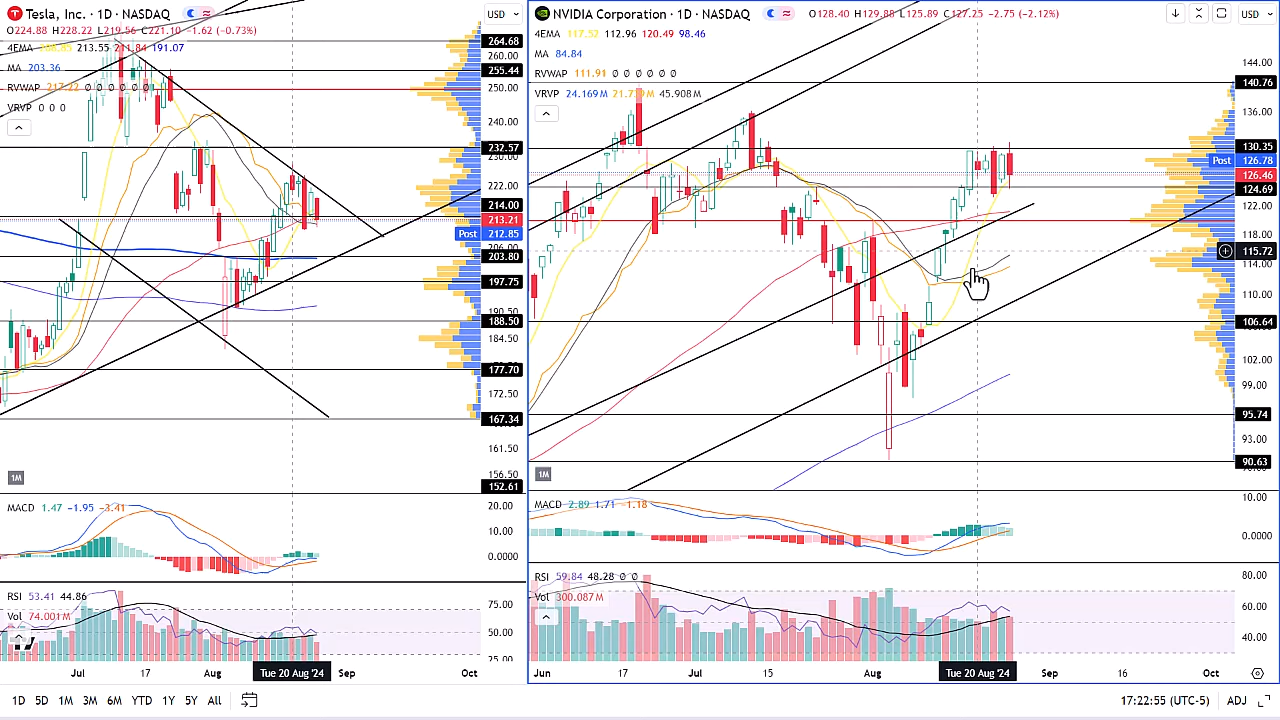 Tesla, Inc. · 1D · NASDAQ
USD
O224.88 H228.22 L219.56 C221.10 −1.62 (−0.73%)
4EMA 213.55 211.84 191.07
MA 203.36
RVWAP 217.22 ∅ ∅ ∅ ∅ ∅ ∅
VRVP 0 0 0
264.68
260.00
255.44
250.00
240.00
232.57
230.00
222.00
214.00
213.21
Post 212.85
206.00
203.80
197.75
190.50
188.50
184.50
177.70
172.50
167.34
161.50
156.50
152.61
1M
MACD 1.47 −1.95 −3.41
20.00
10.00
0.0000
RSI 53.41 44.86
Vol 74.001M
75.00
50.00
25.00
Jul 17 Aug Tue 20 Aug '24 Sep Oct
NVIDIA Corporation · 1D · NASDAQ
USD
O128.40 H129.88 L125.89 C127.25 −2.75 (−2.12%)
4EMA 117.52 112.96 120.49 98.46
MA 84.84
RVWAP 111.91 ∅ ∅ ∅ ∅ ∅ ∅
VRVP 24.169M 45.908M
144.00
140.76
136.00
130.35
Post 126.78
126.46
124.69
122.00
118.00
115.72
114.00
110.00
106.64
102.00
99.00
95.74
93.00
90.63
1M
MACD 2.89 1.71 −1.18
10.00
0.0000
RSI 59.84 48.28 ∅ ∅
Vol 300.087M
80.00
60.00
40.00
Jun 17 Jul 15 Aug Tue 20 Aug '24 Sep 16 Oct
1D 5D 1M 3M 6M YTD 1Y 5Y All
17:22:55 (UTC-5) ADJ